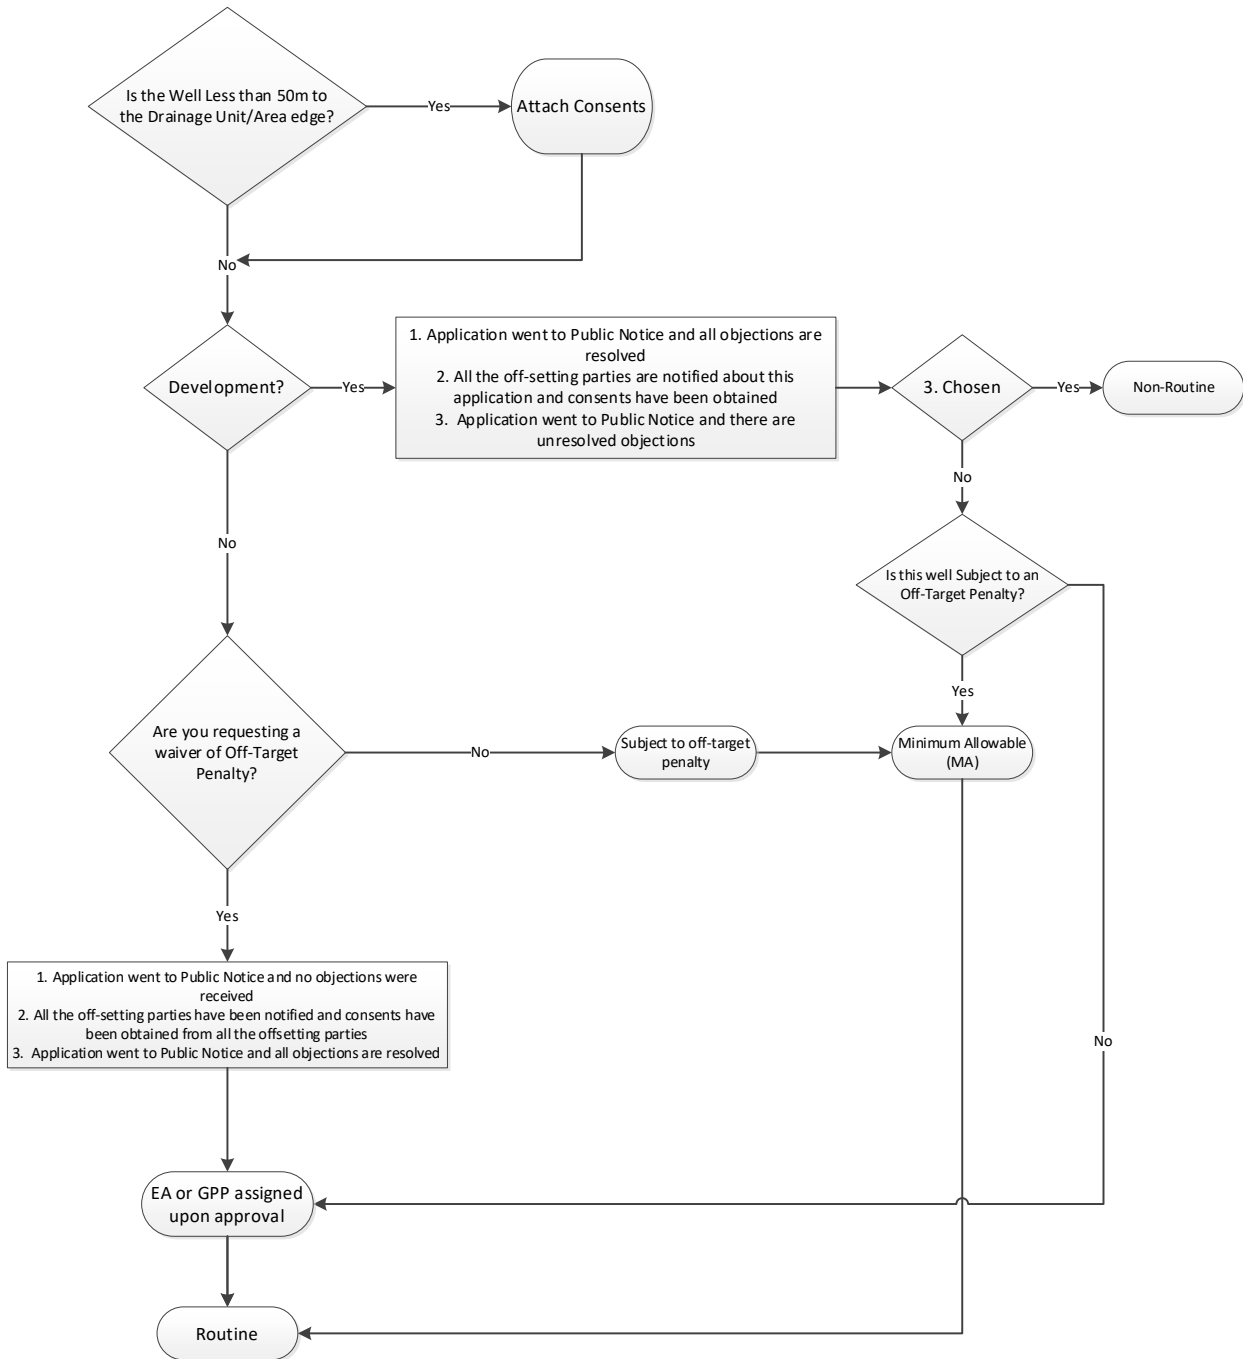 Is the Well Less than 50m to
the Drainage Unit/Area edge?
Yes
Attach Consents
No
Development?
Yes
1. Application went to Public Notice and all objections are
resolved
2. All the off-setting parties are notified about this
application and consents have been obtained
3. Application went to Public Notice and there are
unresolved objections
3. Chosen
Yes
Non-Routine
No
No
Is this well Subject to an
Off-Target Penalty?
Yes
Are you requesting a
waiver of Off-Target
Penalty?
No
Subject to off-target
penalty
Minimum Allowable
(MA)
Yes
1. Application went to Public Notice and no objections were
received
2. All the off-setting parties have been notified and consents have
been obtained from all the offsetting parties
3. Application went to Public Notice and all objections are resolved
No
EA or GPP assigned
upon approval
Routine